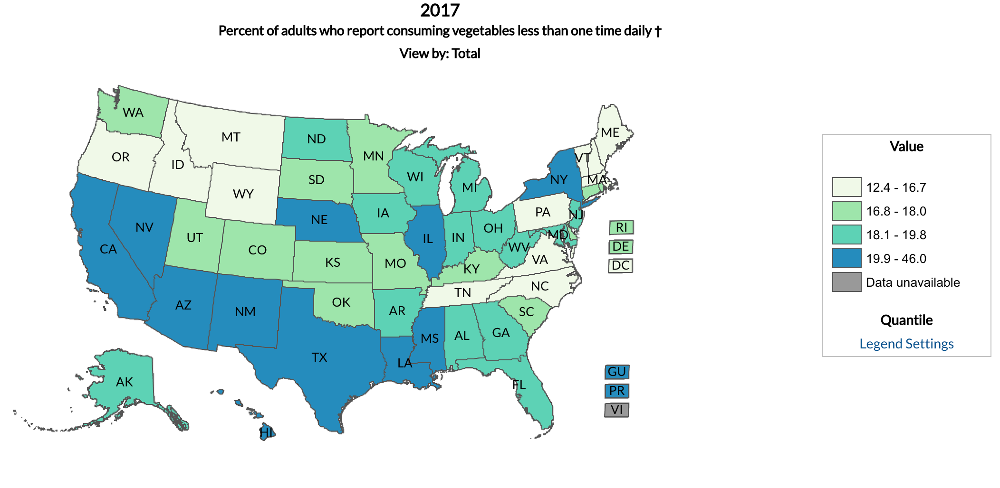 2017
Percent of adults who report consuming vegetables less than one time daily †
View by: Total
WA
MT
ME
ND
OR
MN
VT
ID
WI
SD
NY
MA
WY
MI
PA
NE
IA
NJ
NV
OH
RI
UT
IL
IN
MD
CA
CO
WV
DE
KS
MO
VA
DC
KY
TN
NC
AZ
NM
OK
AR
SC
MS
AL
GA
TX
LA
AK
FL
GU
PR
VI
HI
Value
12.4 - 16.7
16.8 - 18.0
18.1 - 19.8
19.9 - 46.0
Data unavailable
Quantile
Legend Settings